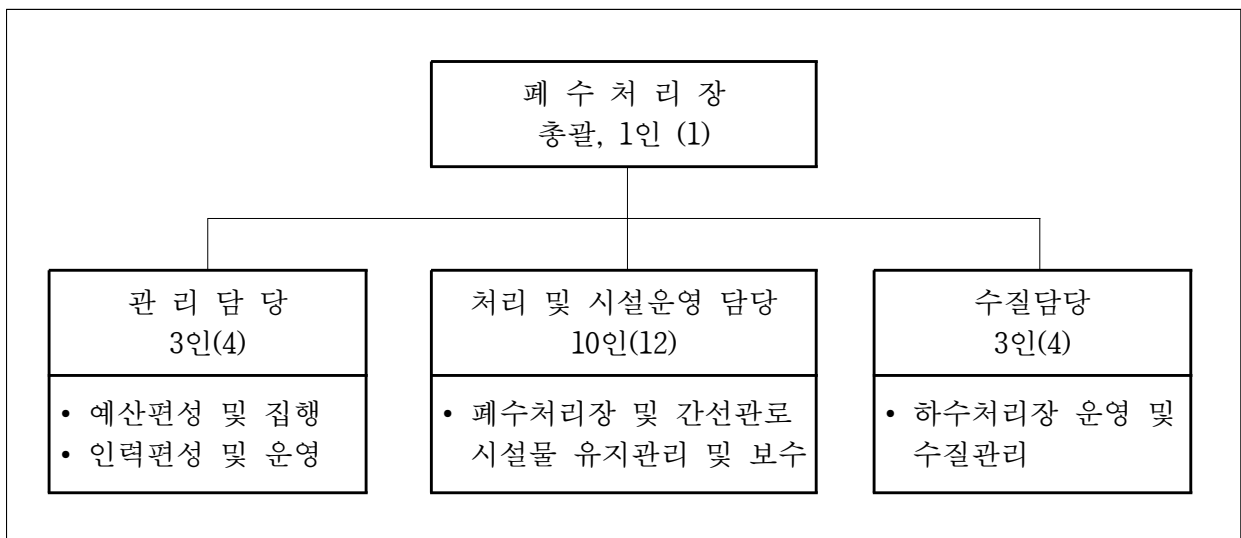 폐 수 처 리 장
총괄, 1인 (1)
관 리 담 당
3인(4)
• 예산편성 및 집행
• 인력편성 및 운영
처리 및 시설운영 담당
10인(12)
• 폐수처리장 및 간선관로
시설물 유지관리 및 보수
수질담당
3인(4)
• 하수처리장 운영 및
수질관리